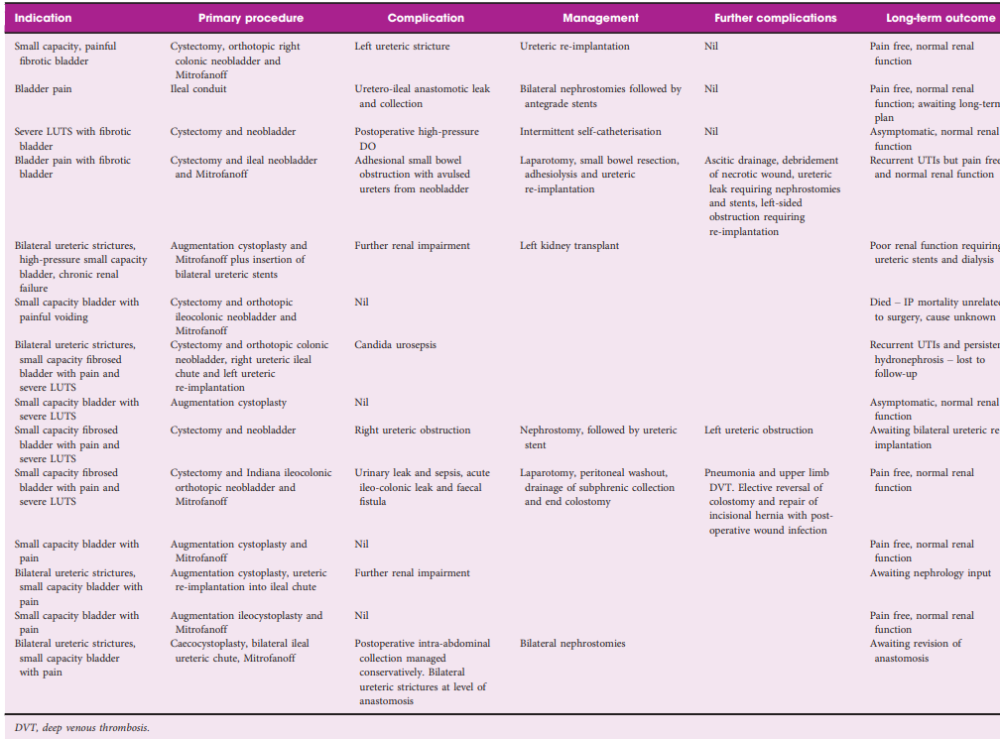 Indication
Primary procedure
Complication
Management
Further complications
Long-term outcome
Small capacity, painful
fibrotic bladder
Cystectomy, orthotopic right
colonic neobladder and
Mitrofanoff
Left ureteric stricture
Ureteric re-implantation
Nil
Pain free, normal renal
function
Bladder pain
Ileal conduit
Uretero-ileal anastomotic leak
and collection
Bilateral nephrostomies followed by
antegrade stents
Nil
Pain free, normal renal
function; awaiting long-term
plan
Severe LUTS with fibrotic
bladder
Cystectomy and neobladder
Postoperative high-pressure
DO
Intermittent self-catheterisation
Nil
Asymptomatic, normal renal
function
Bladder pain with fibrotic
bladder
Cystectomy and ileal neobladder
and Mitrofanoff
Adhesional small bowel
obstruction with avulsed
ureters from neobladder
Laparotomy, small bowel resection,
adhesiolysis and ureteric
re-implantation
Ascitic drainage, debridement
of necrotic wound, ureteric
leak requiring nephrostomies
and stents, left-sided
obstruction requiring
re-implantation
Recurrent UTIs but pain free
and normal renal function
Bilateral ureteric strictures,
high-pressure small capacity
bladder, chronic renal
failure
Augmentation cystoplasty and
Mitrofanoff plus insertion of
bilateral ureteric stents
Further renal impairment
Left kidney transplant
Poor renal function requiring
ureteric stents and dialysis
Small capacity bladder with
painful voiding
Cystectomy and orthotopic
ileocolonic neobladder and
Mitrofanoff
Nil
Died – IP mortality unrelated
to surgery, cause unknown
Bilateral ureteric strictures,
small capacity fibrosed
bladder with pain and
severe LUTS
Cystectomy and orthotopic colonic
neobladder, right ureteric ileal
chute and left ureteric
re-implantation
Candida urosepsis
Recurrent UTIs and persisten
hydronephrosis – lost to
follow-up
Small capacity bladder with
severe LUTS
Augmentation cystoplasty
Nil
Asymptomatic, normal renal
function
Small capacity fibrosed
bladder with pain and
severe LUTS
Cystectomy and neobladder
Right ureteric obstruction
Nephrostomy, followed by ureteric
stent
Left ureteric obstruction
Awaiting bilateral ureteric re
implantation
Small capacity fibrosed
bladder with pain and
severe LUTS
Cystectomy and Indiana ileocolonic
orthotopic neobladder and
Mitrofanoff
Urinary leak and sepsis, acute
ileo-colonic leak and faecal
fistula
Laparotomy, peritoneal washout,
drainage of subphrenic collection
and end colostomy
Pneumonia and upper limb
DVT. Elective reversal of
colostomy and repair of
incisional hernia with post-
operative wound infection
Pain free, normal renal
function
Small capacity bladder with
pain
Augmentation cystoplasty and
Mitrofanoff
Nil
Pain free, normal renal
function
Bilateral ureteric strictures,
small capacity bladder with
pain
Augmentation cystoplasty, ureteric
re-implantation into ileal chute
Further renal impairment
Awaiting nephrology input
Small capacity bladder with
pain
Augmentation ileocystoplasty and
Mitrofanoff
Nil
Pain free, normal renal
function
Bilateral ureteric strictures,
small capacity bladder
with pain
Caecocystoplasty, bilateral ileal
ureteric chute, Mitrofanoff
Postoperative intra-abdominal
collection managed
conservatively. Bilateral
ureteric strictures at level of
anastomosis
Bilateral nephrostomies
Awaiting revision of
anastomosis
DVT, deep venous thrombosis.